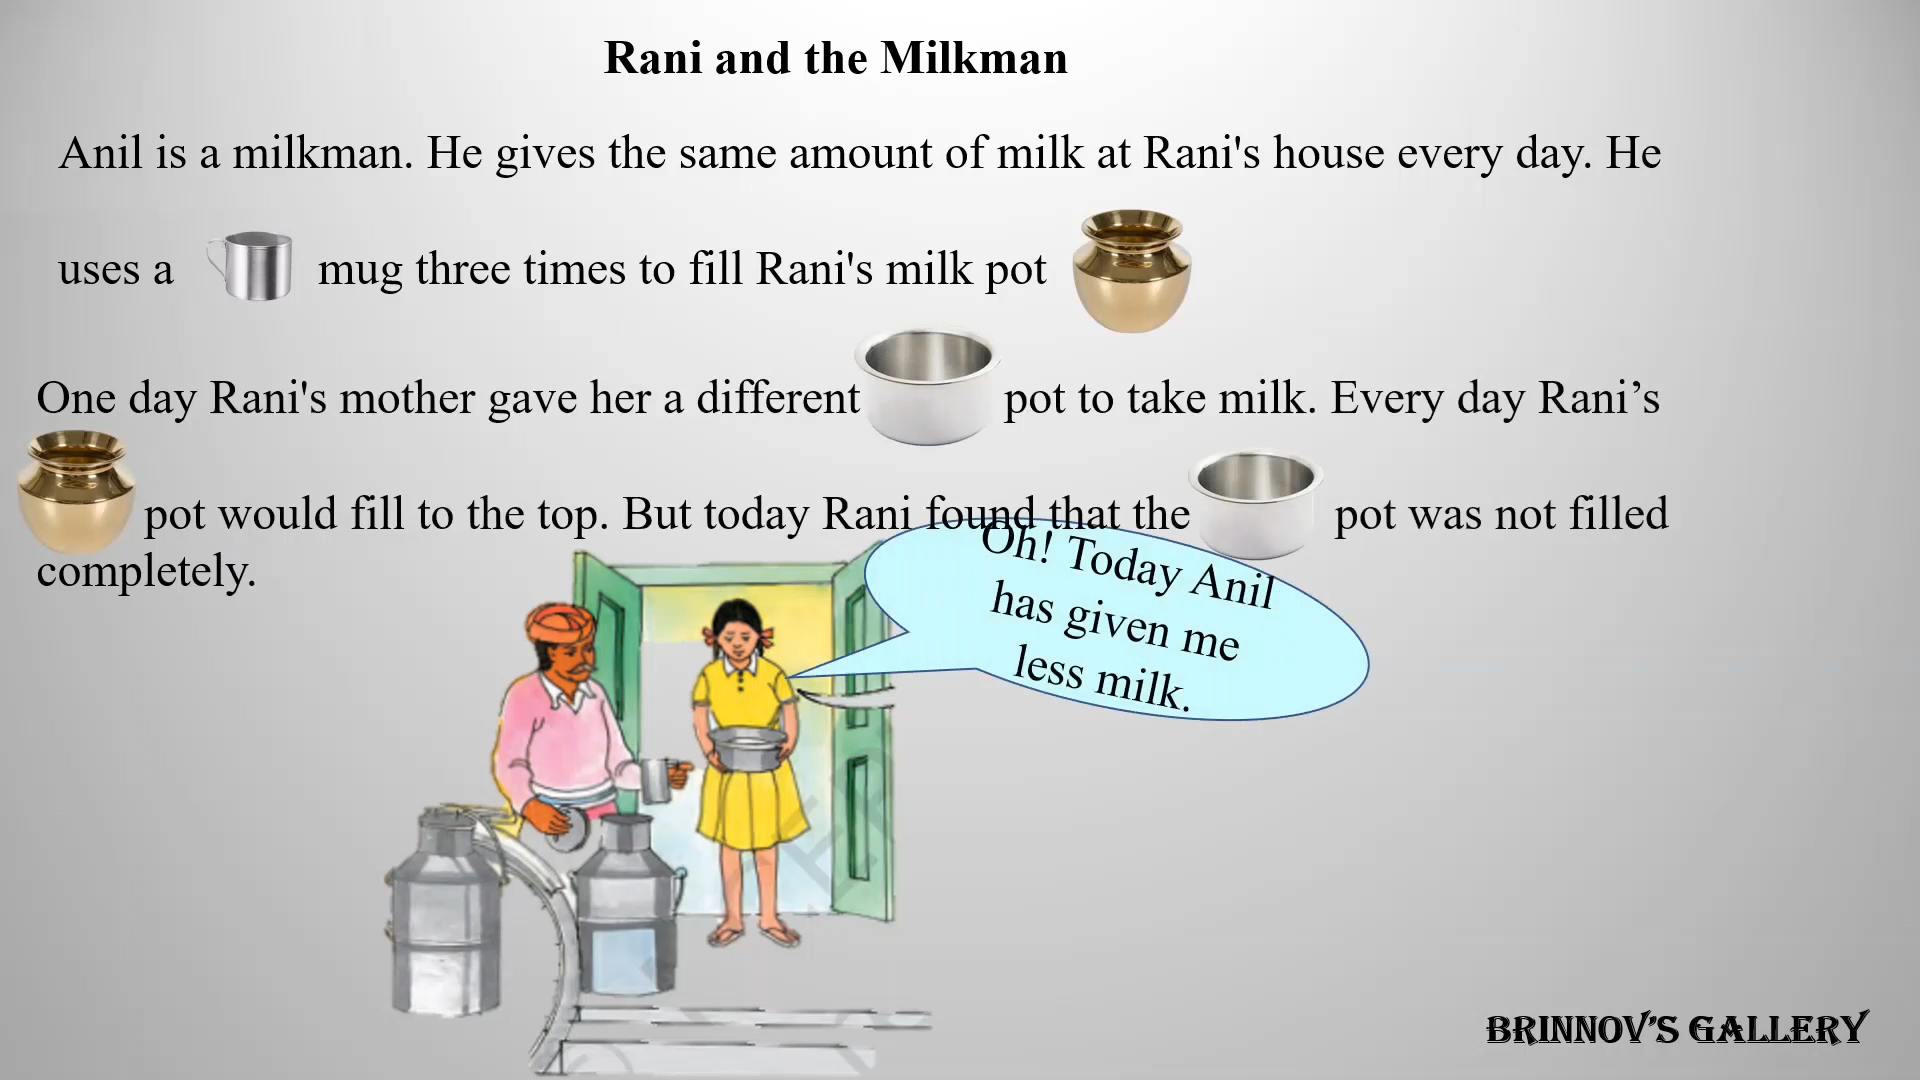 Rani and the Milkman
Anil is a milkman. He gives the same amount of milk at Rani's house every day. He
uses a mug three times to fill Rani's milk pot
One day Rani's mother gave her a different pot to take milk. Every day Rani’s
pot would fill to the top. But today Rani found that the pot was not filled
completely.
Oh! Today Anil
has given me
less milk.
BRINNOV'S GALLERY